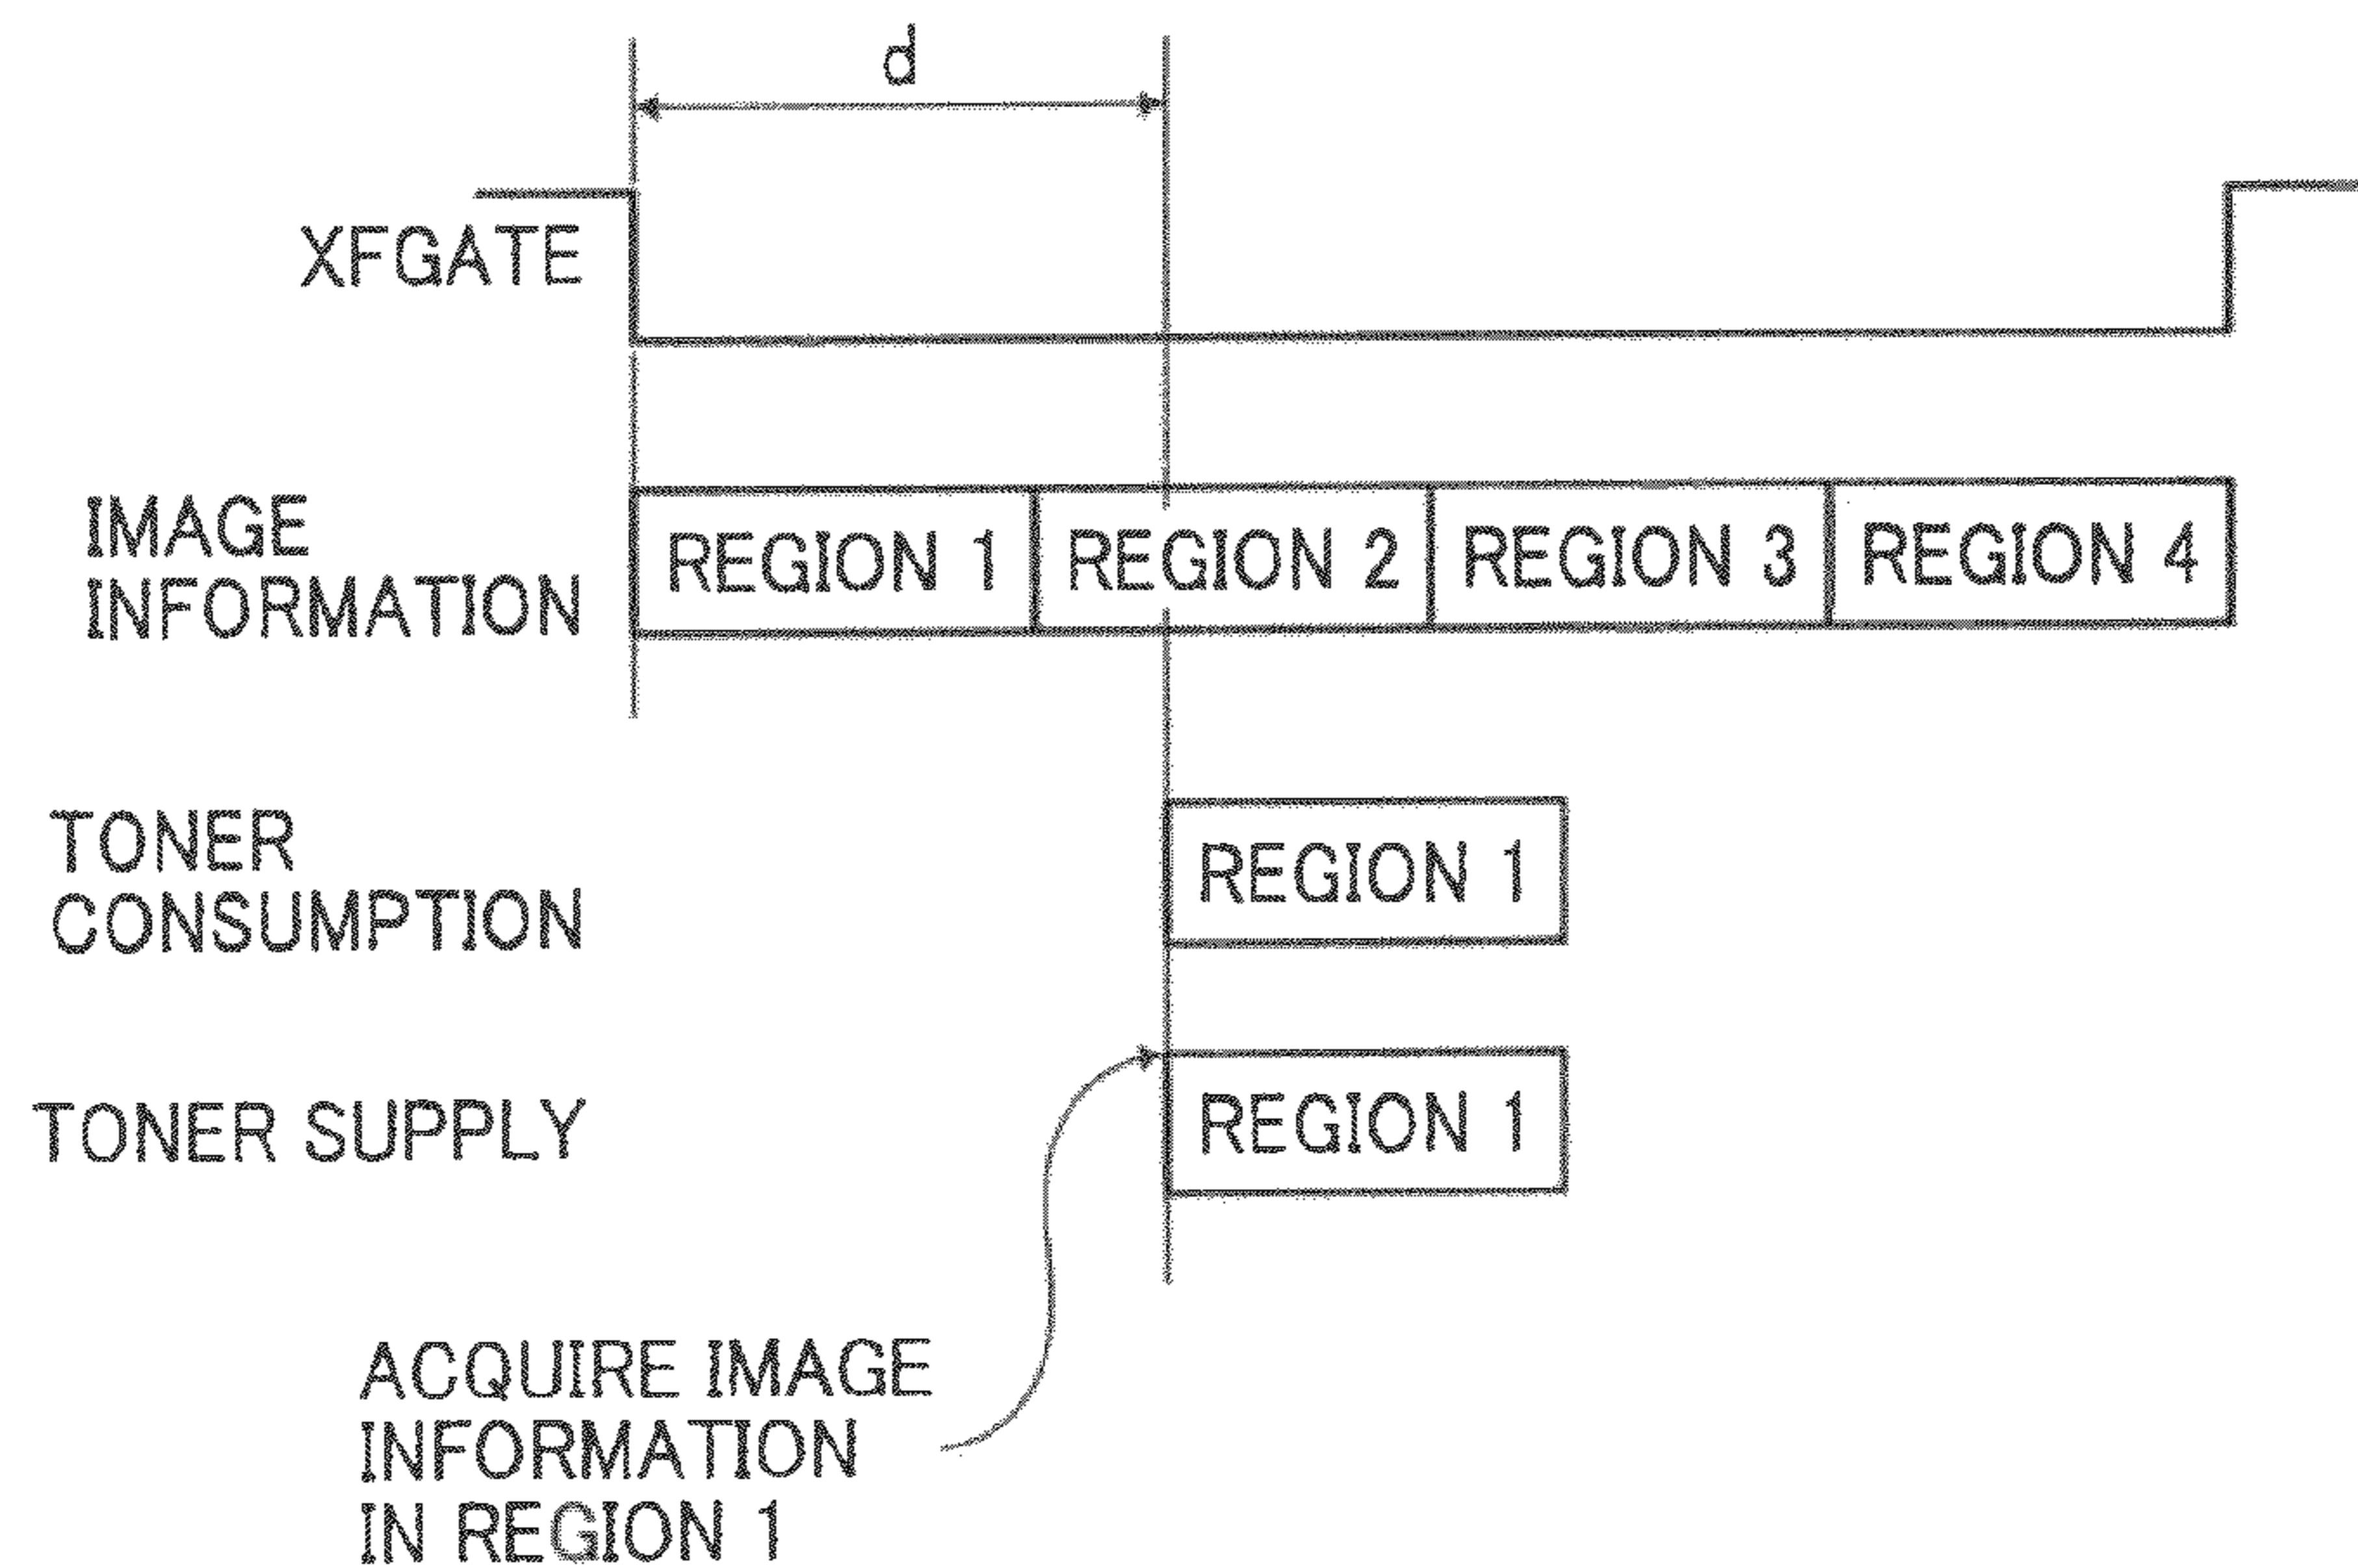 d
XFGATE
IMAGE
INFORMATION
REGION 1
REGION 2
REGION 3
REGION 4
TONER
CONSUMPTION
REGION 1
TONER SUPPLY
REGION 1
ACQUIRE IMAGE
INFORMATION
IN REGION 1